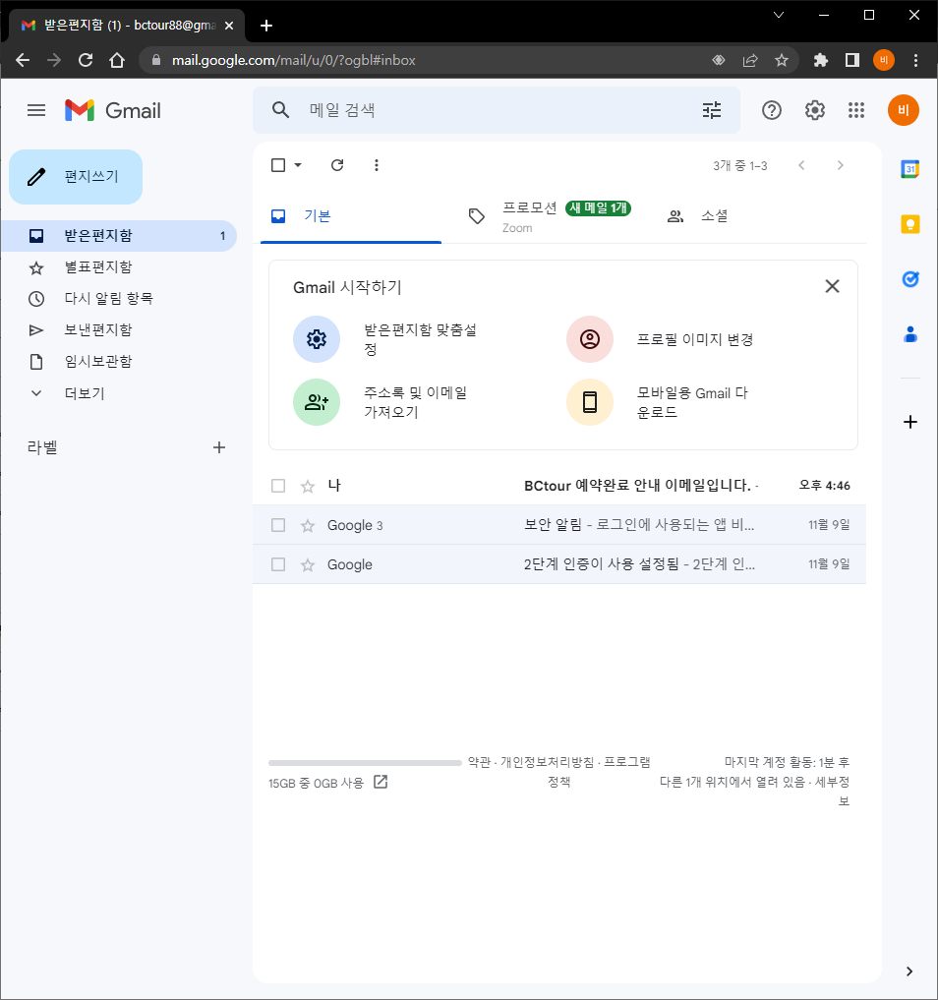 받은편지함 (1) - bctour88@gma
mail.google.com/mail/u/0/?ogbl#inbox
비
Gmail
메일 검색
비
편지쓰기
3개 중 1–3
31
받은편지함 1
별표편지함
다시 알림 항목
보낸편지함
임시보관함
더보기
라벨
기본
프로모션 새 메일 1개
Zoom
소셜
Gmail 시작하기
받은편지함 맞춤설
정
프로필 이미지 변경
주소록 및 이메일
가져오기
모바일용 Gmail 다
운로드
나 BCtour 예약완료 안내 이메일입니다. - 오후 4:46
Google 3 보안 알림 - 로그인에 사용되는 앱 비... 11월 9일
Google 2단계 인증이 사용 설정됨 - 2단계 인... 11월 9일
15GB 중 0GB 사용
약관 · 개인정보처리방침 · 프로그램
정책
마지막 계정 활동: 1분 후
다른 1개 위치에서 열려 있음 · 세부정
보